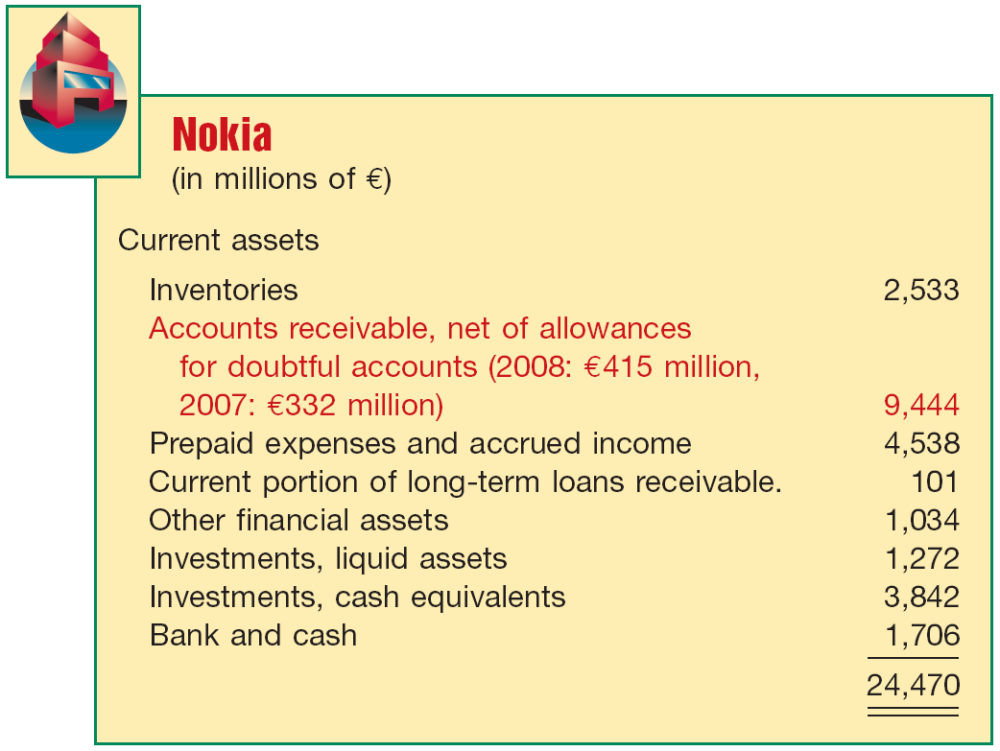 Nokia
(in millions of €)
Current assets
Inventories 2,533
Accounts receivable, net of allowances
for doubtful accounts (2008: €415 million,
2007: €332 million) 9,444
Prepaid expenses and accrued income 4,538
Current portion of long-term loans receivable. 101
Other financial assets 1,034
Investments, liquid assets 1,272
Investments, cash equivalents 3,842
Bank and cash 1,706
24,470